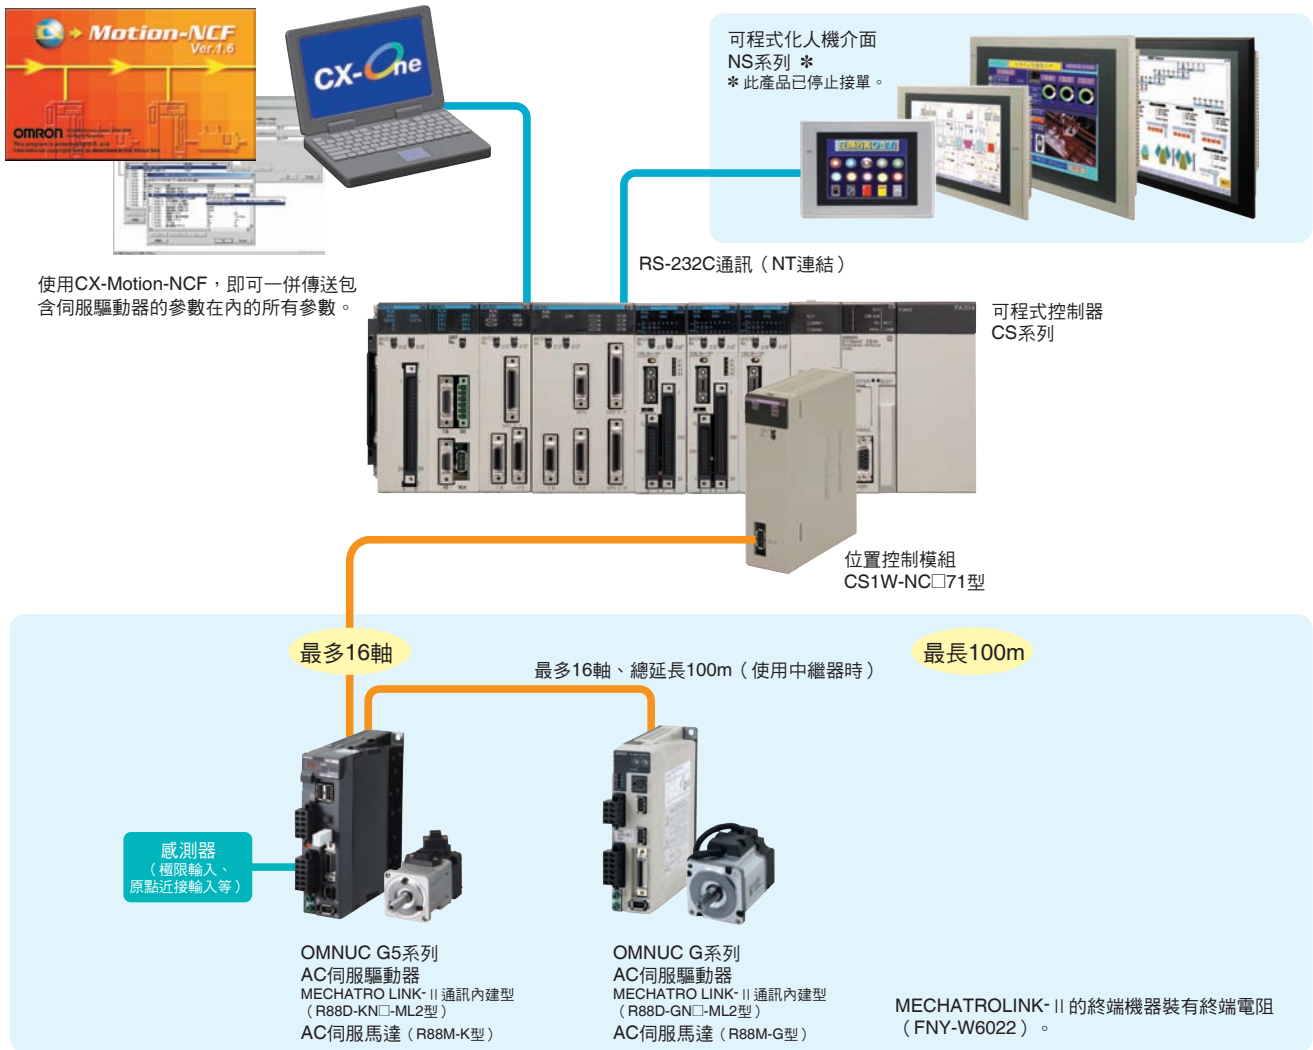 Motion-NCF
Ver.1.6
OMRON
CX-One
可程式化人機介面
NS系列 ✻
✻ 此產品已停止接單。
使用CX-Motion-NCF，即可一併傳送包
含伺服驅動器的參數在內的所有參數。
RS-232C通訊（NT連結）
可程式控制器
CS系列
PA204
位置控制模組
CS1W-NC□71型
最多16軸
最長100m
最多16軸、總延長100m（使用中繼器時）
感測器
（極限輸入、
原點近接輸入等）
OMNUC G5系列
AC伺服驅動器
MECHATRO LINK-Ⅱ通訊內建型
（R88D-KN□-ML2型）
AC伺服馬達（R88M-K型）
OMNUC G系列
AC伺服驅動器
MECHATRO LINK-Ⅱ通訊內建型
（R88D-GN□-ML2型）
AC伺服馬達（R88M-G型）
MECHATROLINK-Ⅱ的終端機器裝有終端電阻
（FNY-W6022）。